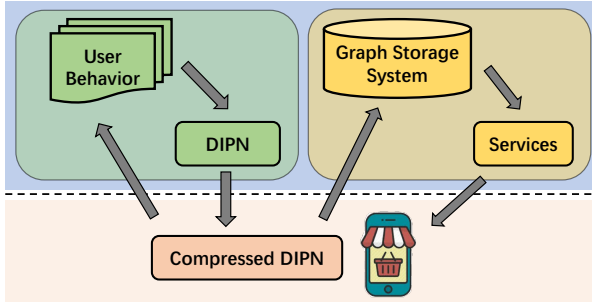 User
Behavior
Graph Storage
System
DIPN
Services
Compressed DIPN